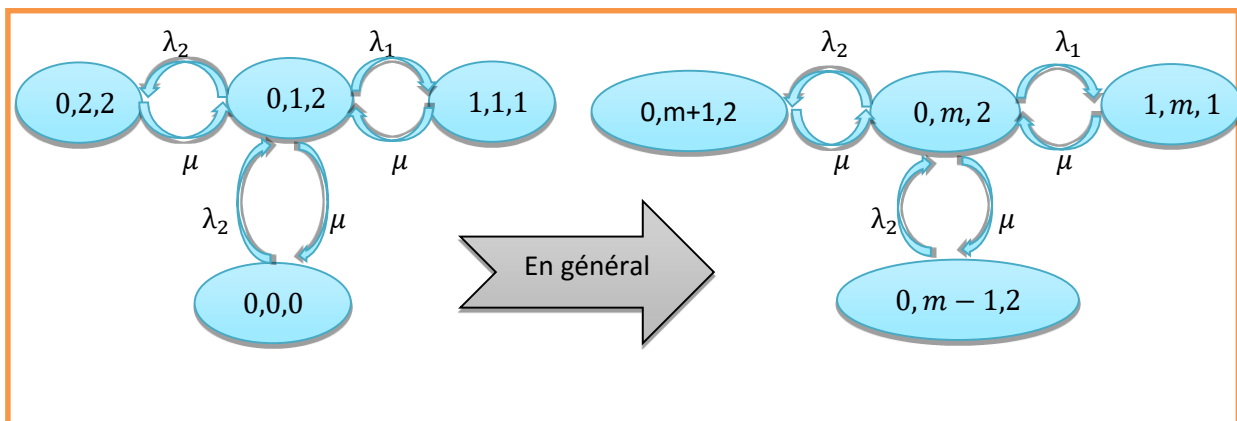 λ₂ λ₁
0,2,2 0,1,2 1,1,1
μ μ
λ₂ μ
0,0,0
En général
λ₂ λ₁
0,m+1,2 0, m, 2 1, m, 1
μ μ
λ₂ μ
0, m − 1,2